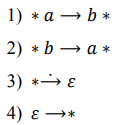 1) ∗ a ⟶ b ∗
2) ∗ b ⟶ a ∗
3) ∗ ⟶̇ ε
4) ε ⟶∗